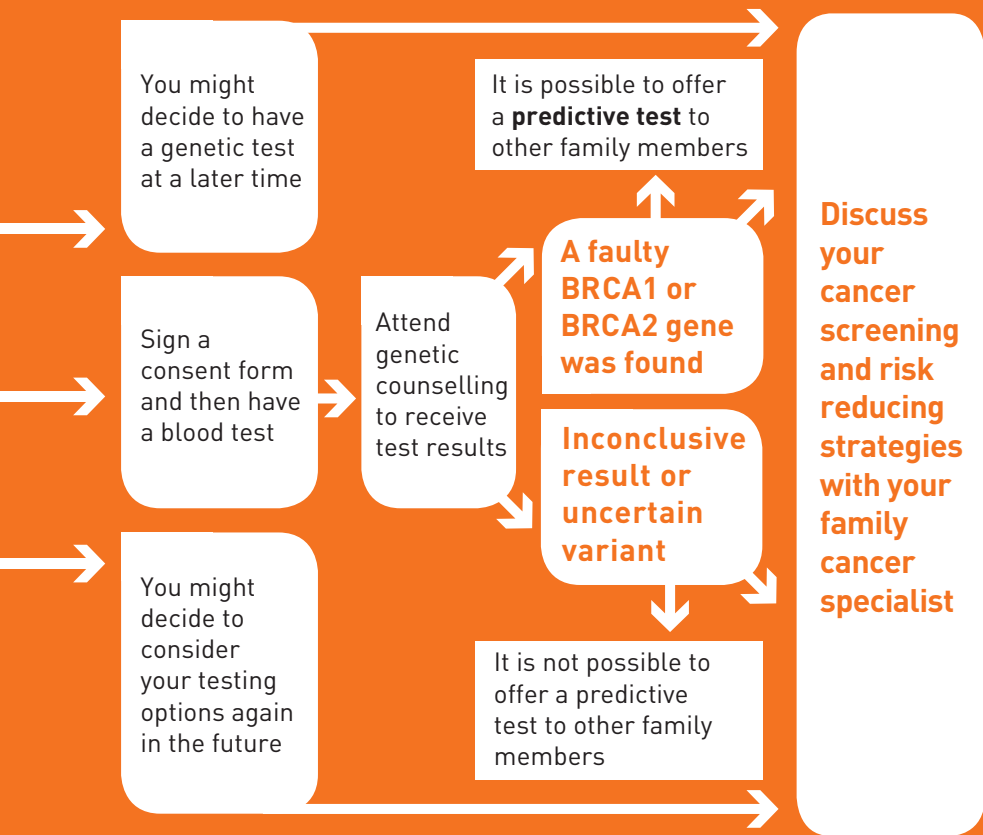 You might
decide to have
a genetic test
at a later time
It is possible to offer
a predictive test to
other family members
Sign a
consent form
and then have
a blood test
Attend
genetic
counselling
to receive
test results
A faulty
BRCA1 or
BRCA2 gene
was found
Inconclusive
result or
uncertain
variant
You might
decide to
consider
your testing
options again
in the future
It is not possible to
offer a predictive
test to other family
members
Discuss
your
cancer
screening
and risk
reducing
strategies
with your
family
cancer
specialist